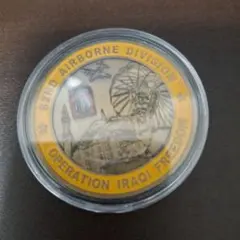 82ND AIRBORNE DIVISION
OPERATION IRAQI FREEDOM